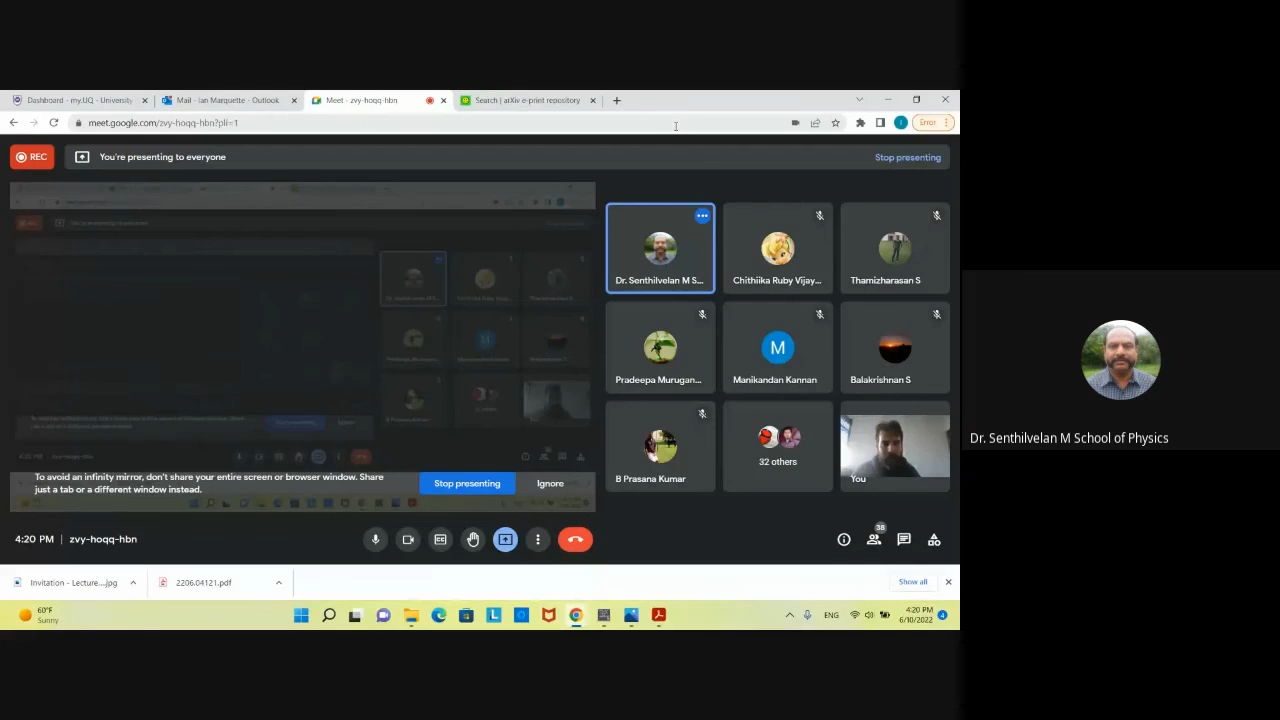 Dashboard - my.UQ - University
Mail - Ian Marquette - Outlook
Meet - zvy-hoqq-hbn
Search | arXiv e-print repository
meet.google.com/zvy-hoqq-hbn?pli=1
Error
REC
You're presenting to everyone
Stop presenting
Dr. Senthilvelan M S...
Chithiika Ruby Vijay...
Thamizharasan S
Pradeepa Murugan...
M
Manikandan Kannan
Balakrishnan S
B Prasana Kumar
32 others
You
To avoid an infinity mirror, don't share your entire screen or browser window. Share
just a tab or a different window instead.
Stop presenting
Ignore
Dr. Senthilvelan M School of Physics
4:20 PM | zvy-hoqq-hbn
38
Invitation - Lecture....jpg
2206.04121.pdf
Show all
60°F
Sunny
ENG
4:20 PM
6/10/2022
4